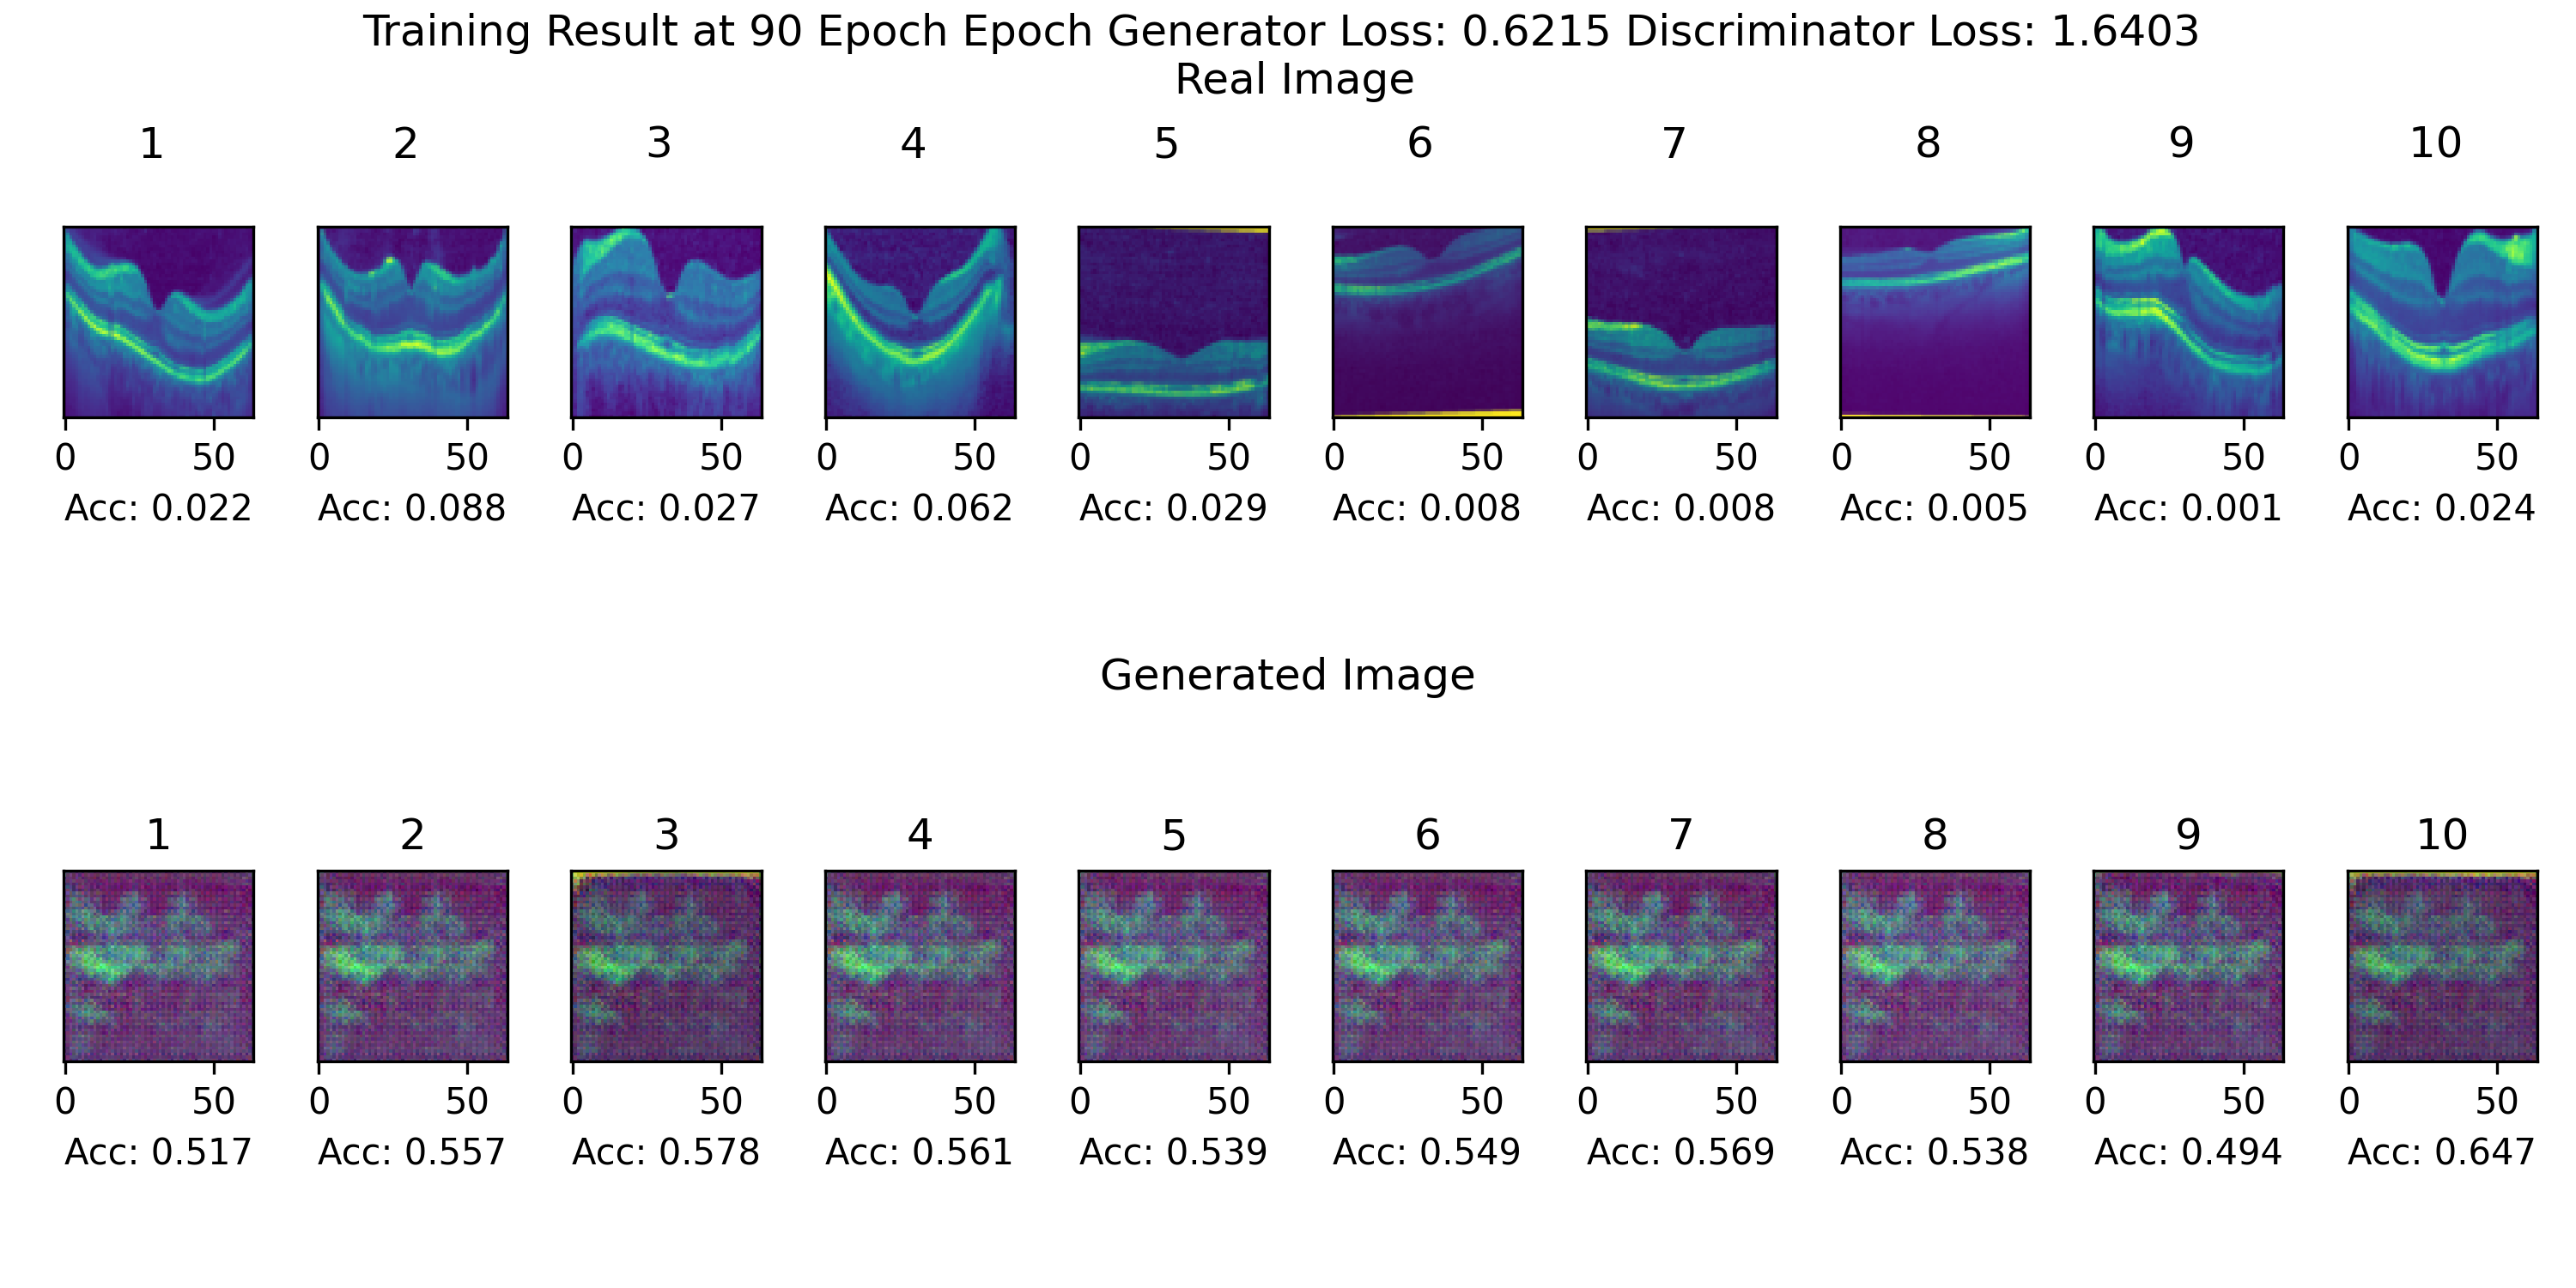 Training Result at 90 Epoch Epoch Generator Loss: 0.6215 Discriminator Loss: 1.6403
Real Image
1 2 3 4 5 6 7 8 9 10
0 50 0 50 0 50 0 50 0 50 0 50 0 50 0 50 0 50 0 50
Acc: 0.022 Acc: 0.088 Acc: 0.027 Acc: 0.062 Acc: 0.029 Acc: 0.008 Acc: 0.008 Acc: 0.005 Acc: 0.001 Acc: 0.024
Generated Image
1 2 3 4 5 6 7 8 9 10
0 50 0 50 0 50 0 50 0 50 0 50 0 50 0 50 0 50 0 50
Acc: 0.517 Acc: 0.557 Acc: 0.578 Acc: 0.561 Acc: 0.539 Acc: 0.549 Acc: 0.569 Acc: 0.538 Acc: 0.494 Acc: 0.647